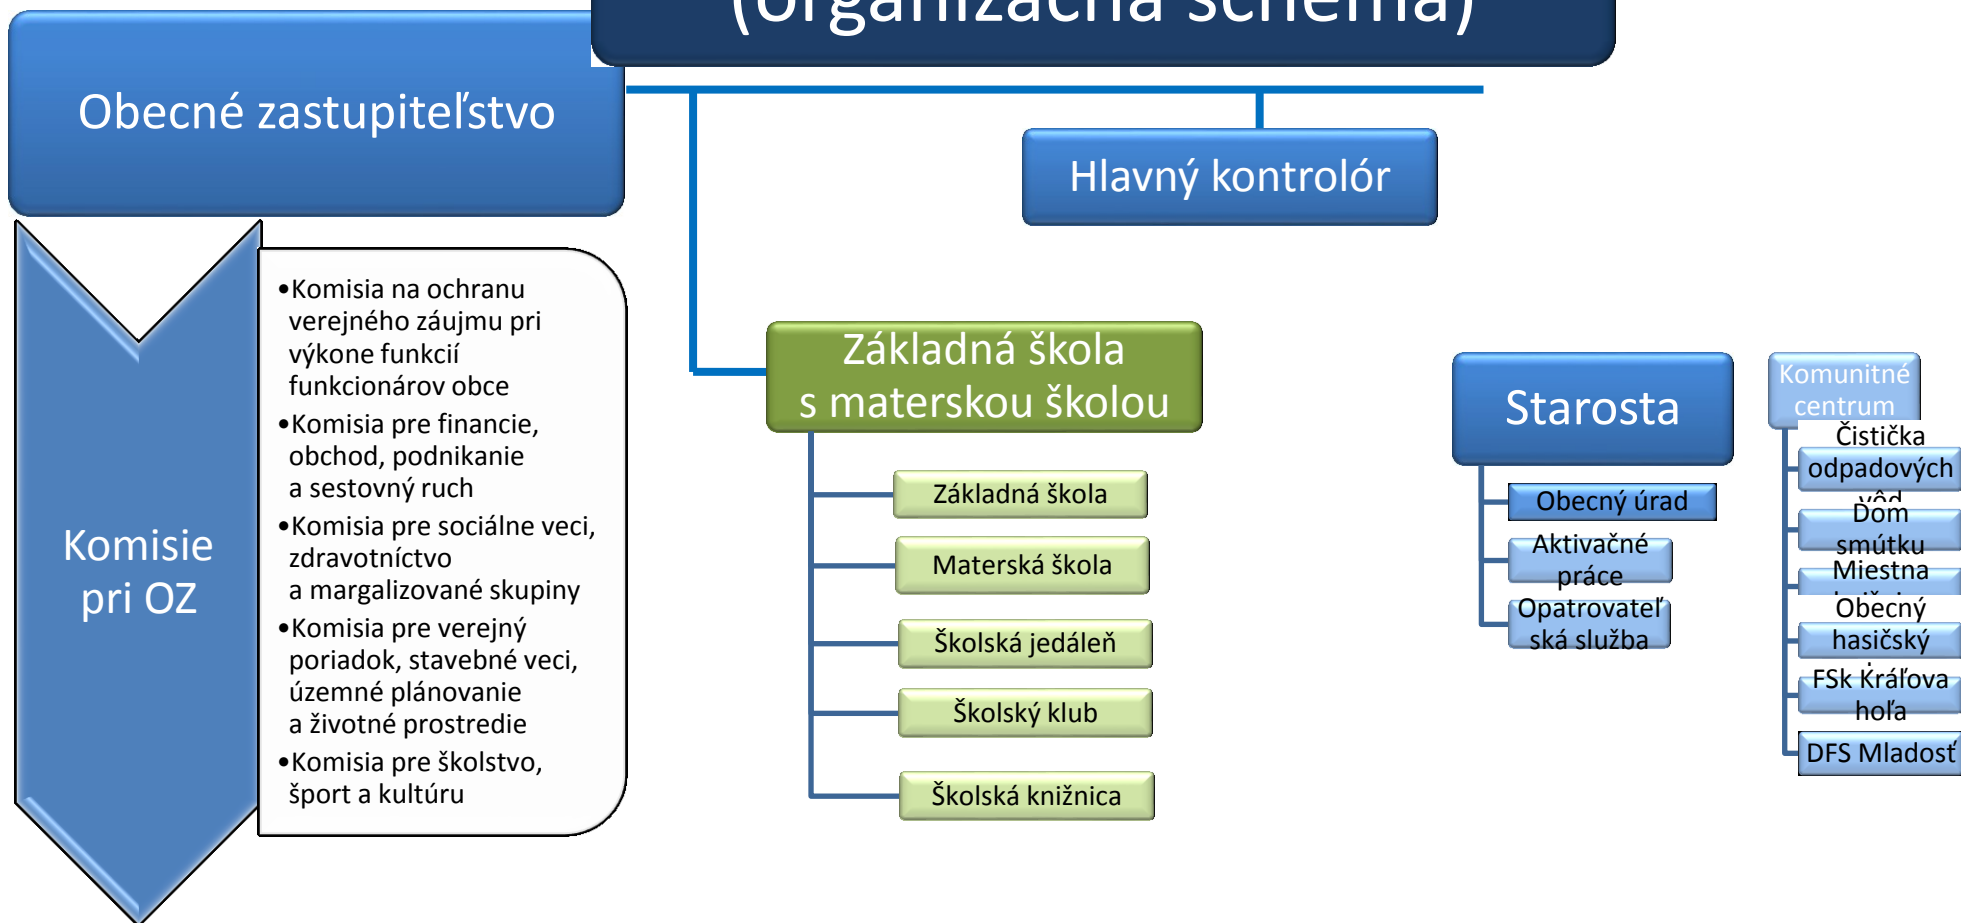 (organizačná schéma)
Obecné zastupiteľstvo
Hlavný kontrolór
Komisie
pri OZ
•Komisia na ochranu
verejného záujmu pri
výkone funkcií
funkcionárov obce
•Komisia pre financie,
obchod, podnikanie
a sestovný ruch
•Komisia pre sociálne veci,
zdravotníctvo
a margalizované skupiny
•Komisia pre verejný
poriadok, stavebné veci,
územné plánovanie
a životné prostredie
•Komisia pre školstvo,
šport a kultúru
Základná škola
s materskou školou
Základná škola
Materská škola
Školská jedáleň
Školský klub
Školská knižnica
Starosta
Obecný úrad
Aktivačné
práce
Opatrovateľ
ská služba
Komunitné
centrum
Čistička
odpadových
vôd
Dom
smútku
Miestna
Obecný
hasičský
FSk Kráľova
hoľa
DFS Mladosť